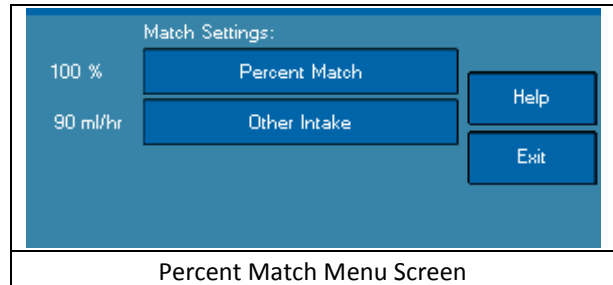 Match Settings:
100 % Percent Match
Help
90 ml/hr Other Intake
Exit
Percent Match Menu Screen